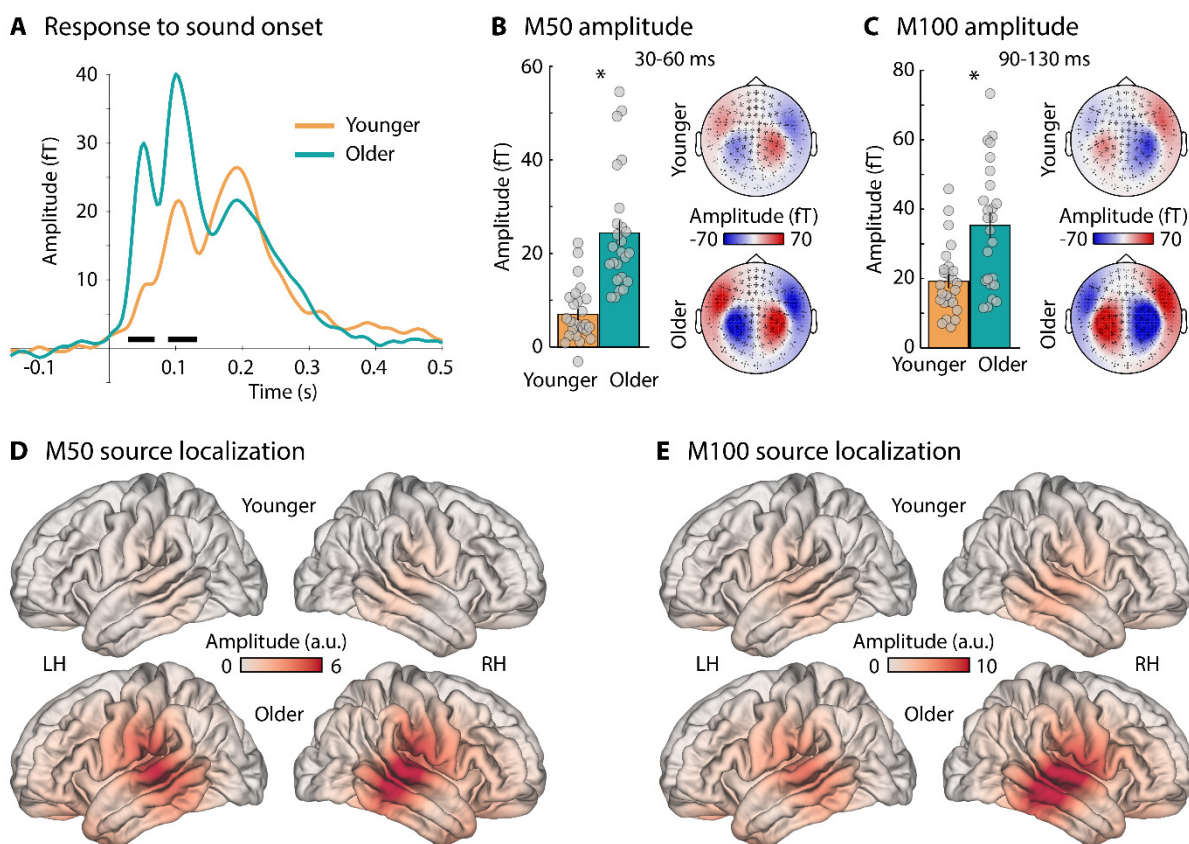 A Response to sound onset
40
30
20
10
Amplitude (fT)
Younger
Older
-0.1
0.1
0.2
0.3
0.4
0.5
Time (s)
B M50 amplitude
30-60 ms
60
*
40
20
0
Amplitude (fT)
Younger Older
Younger
Amplitude (fT)
-70 70
Older
C M100 amplitude
90-130 ms
80
*
60
40
20
0
Amplitude (fT)
Younger Older
Younger
Amplitude (fT)
-70 70
Older
D M50 source localization
Younger
Amplitude (a.u.)
LH 0 6 RH
Older
E M100 source localization
Younger
Amplitude (a.u.)
LH 0 10 RH
Older